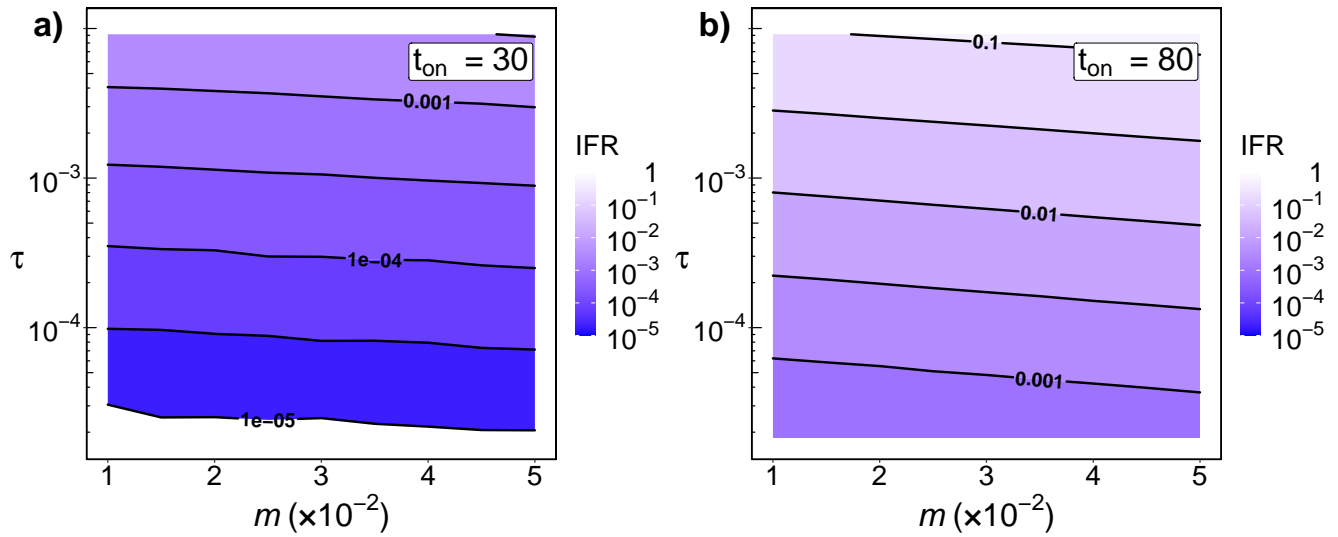 a)
t_on = 30
0.001
1e−04
1e−05
10⁻³
10⁻⁴
τ
1 2 3 4 5
m (×10⁻²)
IFR
1
10⁻¹
10⁻²
10⁻³
10⁻⁴
10⁻⁵
b)
t_on = 80
0.1
0.01
0.001
10⁻³
10⁻⁴
τ
1 2 3 4 5
m (×10⁻²)
IFR
1
10⁻¹
10⁻²
10⁻³
10⁻⁴
10⁻⁵